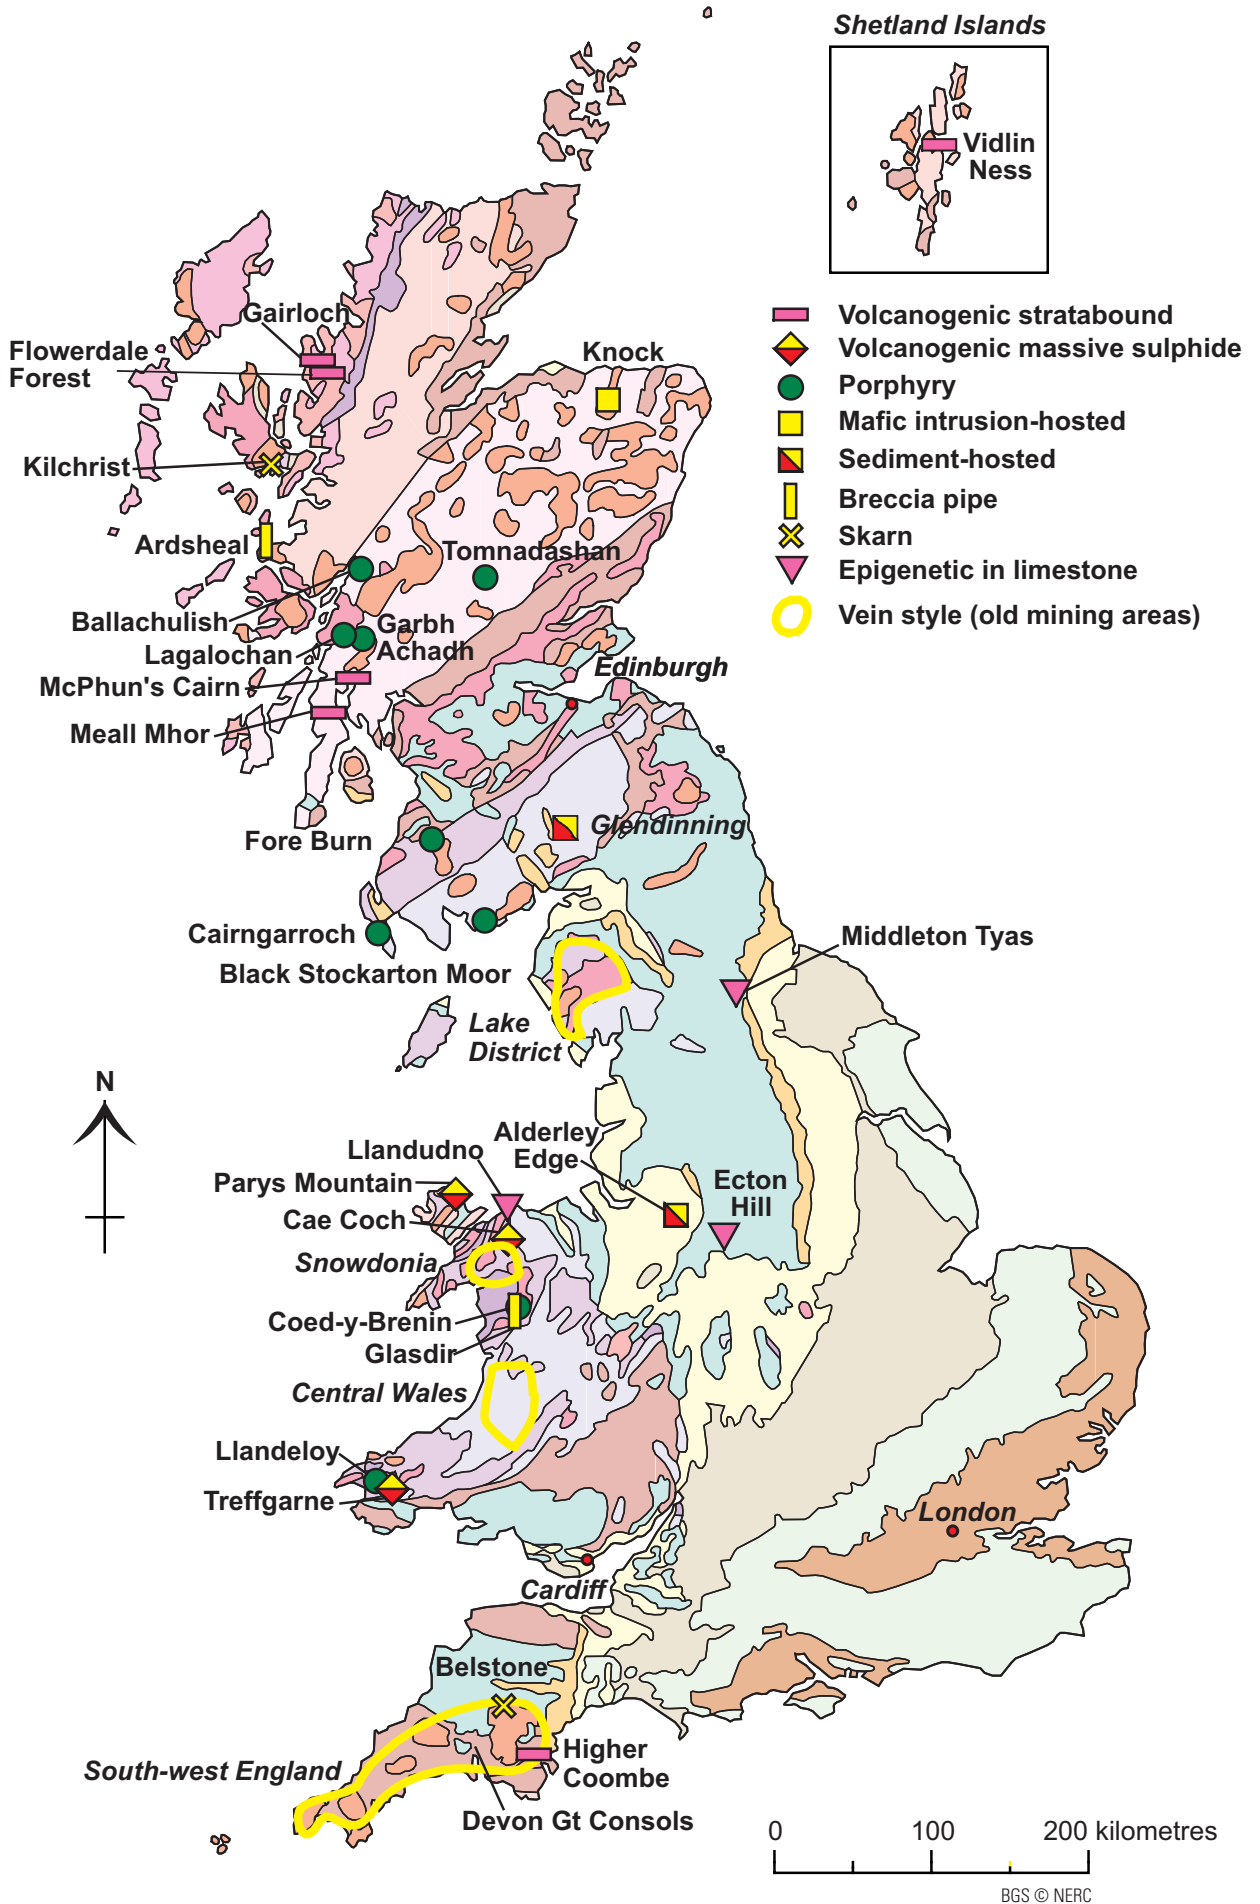 Shetland Islands
Vidlin
Ness
Volcanogenic stratabound
Volcanogenic massive sulphide
Porphyry
Mafic intrusion-hosted
Sediment-hosted
Breccia pipe
Skarn
Epigenetic in limestone
Vein style (old mining areas)
Gairloch
Flowerdale
Forest
Knock
Kilchrist
Ardsheal
Tomnadashan
Ballachulish
Garbh
Achadh
Lagalochan
McPhun's Cairn
Meall Mhor
Edinburgh
Fore Burn
Glendinning
Cairngarroch
Black Stockarton Moor
Middleton Tyas
Lake
District
N
Alderley
Edge
Llandudno
Parys Mountain
Cae Coch
Ecton
Hill
Snowdonia
Coed-y-Brenin
Glasdir
Central Wales
Llandeloy
Treffgarne
London
Cardiff
Belstone
South-west England
Higher
Coombe
Devon Gt Consols
0 100 200 kilometres
BGS © NERC